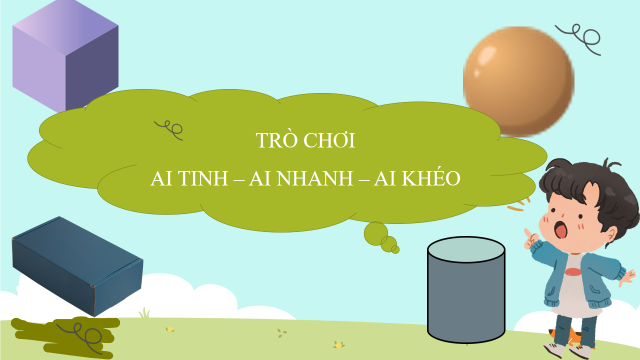 TRÒ CHƠI
AI TINH – AI NHANH – AI KHÉO